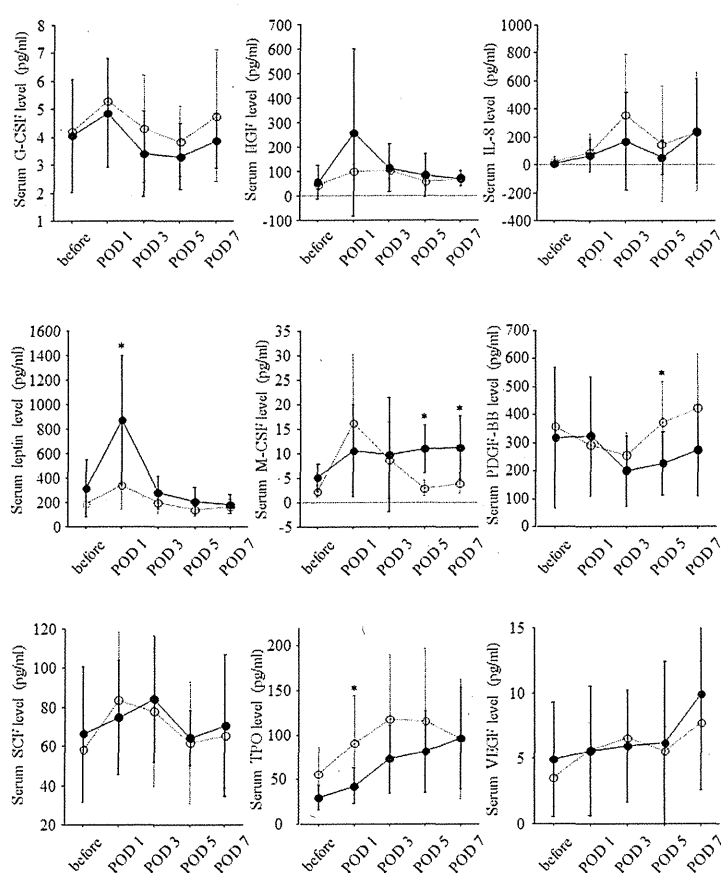 Serum G-CSF level (pg/ml)
8
7
6
5
4
3
2
1
before
POD 1
POD 3
POD 5
POD 7
Serum HGF level (pg/ml)
700
600
500
400
300
200
100
0
-100
before
POD 1
POD 3
POD 5
POD 7
Serum IL-8 level (pg/ml)
1000
800
600
400
200
0
-200
-400
before
POD 1
POD 3
POD 5
POD 7
Serum leptin level (pg/ml)
1600
1400
1200
1000
800
600
400
200
0
*
before
POD 1
POD 3
POD 5
POD 7
Serum M-CSF level (pg/ml)
35
30
25
20
15
10
5
0
-5
*
*
before
POD 1
POD 3
POD 5
POD 7
Serum PDGF-BB level (pg/ml)
700
600
500
400
300
200
100
0
*
before
POD 1
POD 3
POD 5
POD 7
Serum SCF level (pg/ml)
120
100
80
60
40
20
before
POD 1
POD 3
POD 5
POD 7
Serum TPO level (pg/ml)
200
150
100
50
0
*
before
POD 1
POD 3
POD 5
POD 7
Serum VEGF level (pg/ml)
15
10
5
0
before
POD 1
POD 3
POD 5
POD 7